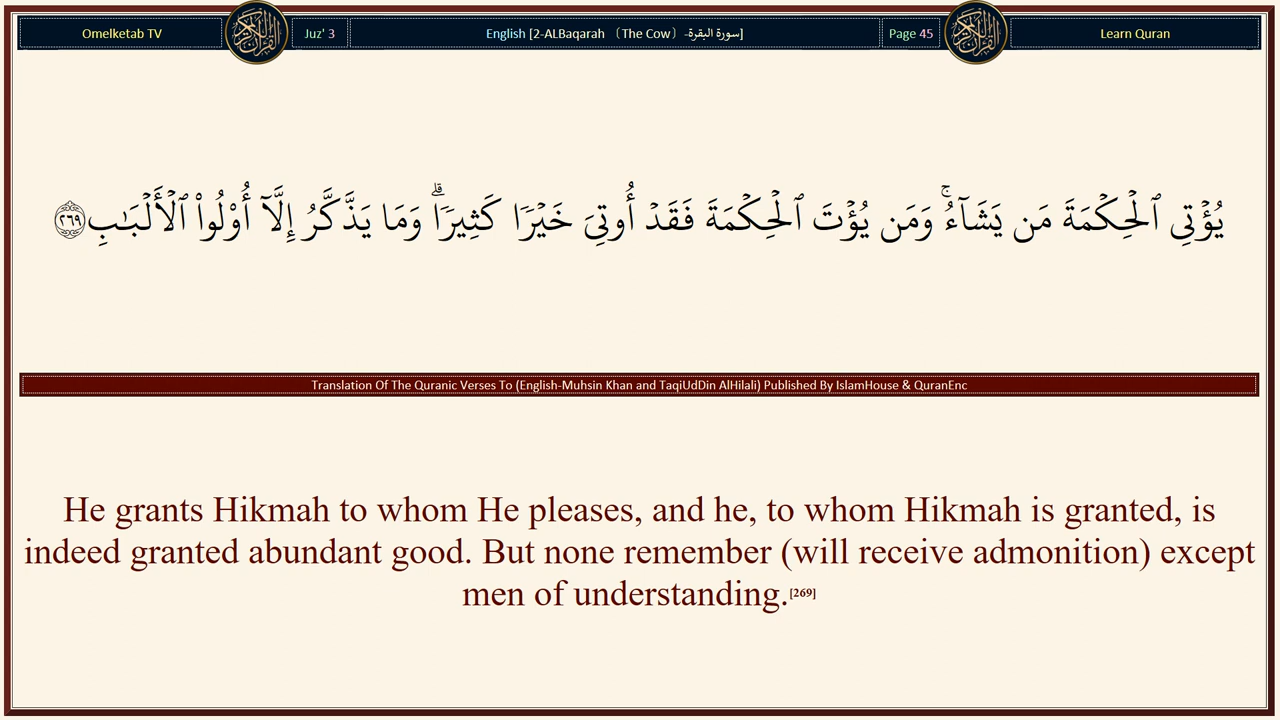 Omelketab TV
Juz' 3
English [2-ALBaqarah （The Cow） -سورة البقرة]
Page 45
Learn Quran
يُؤۡتِي ٱلۡحِكۡمَةَ مَن يَشَآءُۚ وَمَن يُؤۡتَ ٱلۡحِكۡمَةَ فَقَدۡ أُوتِيَ خَيۡرٗا كَثِيرٗاۗ وَمَا يَذَّكَّرُ إِلَّآ أُوْلُواْ ٱلۡأَلۡبَٰبِ ٢٦٩
Translation Of The Quranic Verses To (English-Muhsin Khan and TaqiUdDin AlHilali) Published By IslamHouse & QuranEnc
He grants Hikmah to whom He pleases, and he, to whom Hikmah is granted, is
indeed granted abundant good. But none remember (will receive admonition) except
men of understanding.[269]